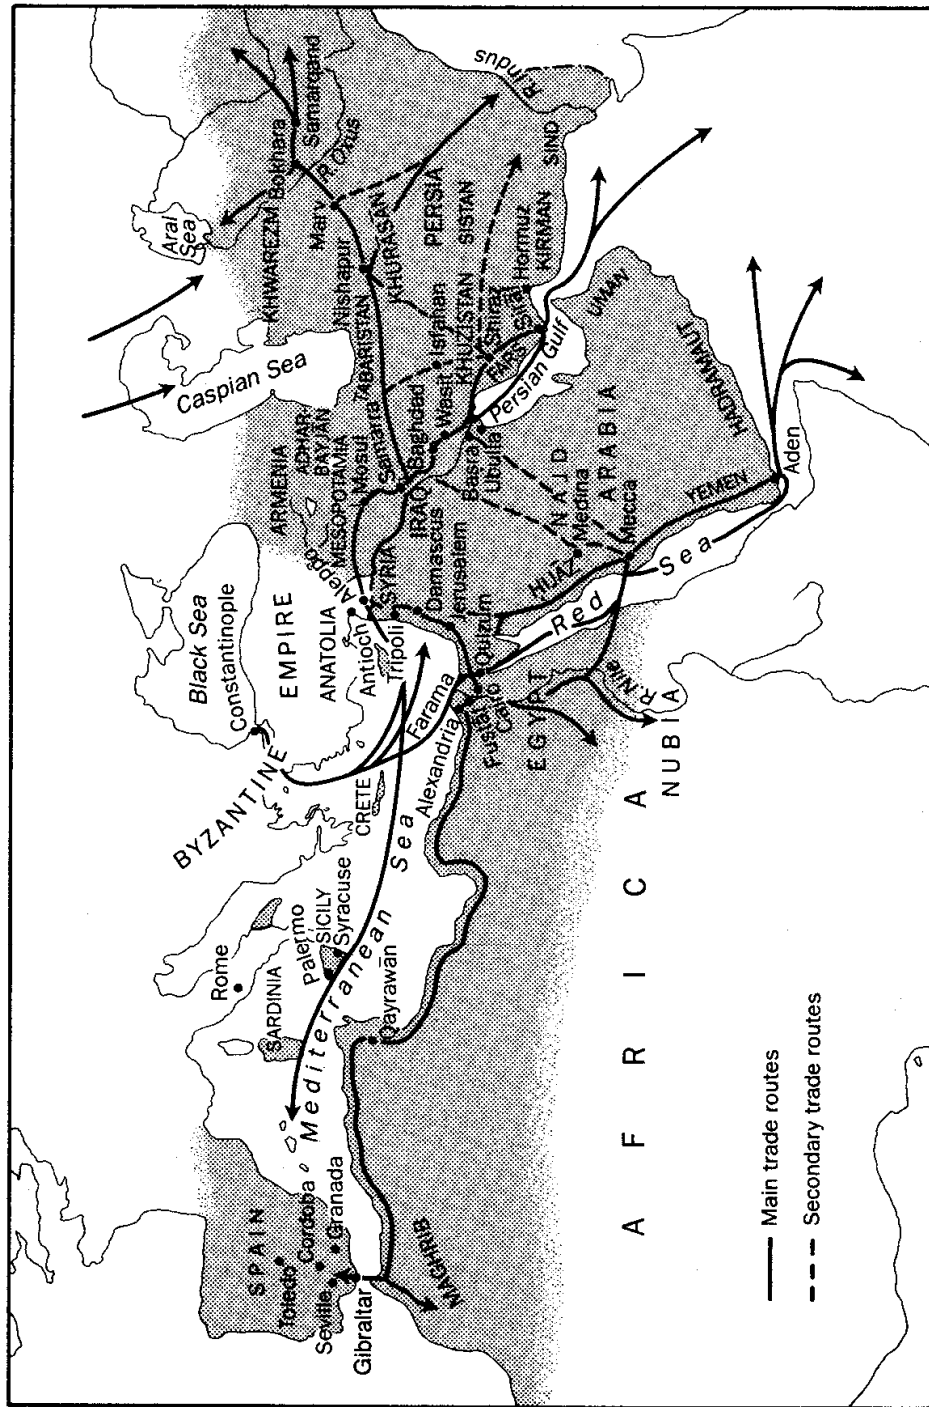 Aral
Sea
KHWAREZM
Bokhara
Samarqand
R. Oxus
Caspian Sea
Marv
Nishapur
TABARISTAN
KHURASAN
PERSIA
SISTAN
R. Indus
SIND
KIRMAN
Hormuz
Siraf
Shiraz
FARS
KHUZISTAN
Isfahan
Wasit
Baghdad
Samarra
Mosul
ADHAR-
BAYJĀN
ARMENIA
MESOPOTAMIA
IRAQ
Basra
Ubulla
Persian Gulf
UMAN
HADRAMAUT
Aden
YEMEN
ARABIA
NAJD
Medina
Mecca
HIJAZ
Red Sea
Black Sea
Constantinople
BYZANTINE
EMPIRE
ANATOLIA
Aleppo
Antioch
SYRIA
Tripoli
Damascus
Jerusalem
Qulzum
Farama
Alexandria
Fustat
Cairo
EGYPT
R. Nile
NUBIA
CRETE
Mediterranean Sea
Rome
SARDINIA
Palermo
SICILY
Syracuse
Qayrawān
SPAIN
Toledo
Cordoba
Seville
Granada
Gibraltar
MAGHRIB
AFRICA
Main trade routes
Secondary trade routes